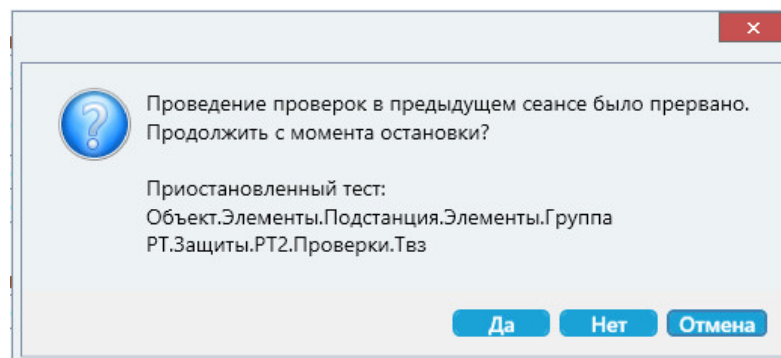 Проведение проверок в предыдущем сеансе было прервано.
Продолжить с момента остановки?
Приостановленный тест:
Объект.Элементы.Подстанция.Элементы.Группа
РТ.Защиты.РТ2.Проверки.Твз
Да Нет Отмена